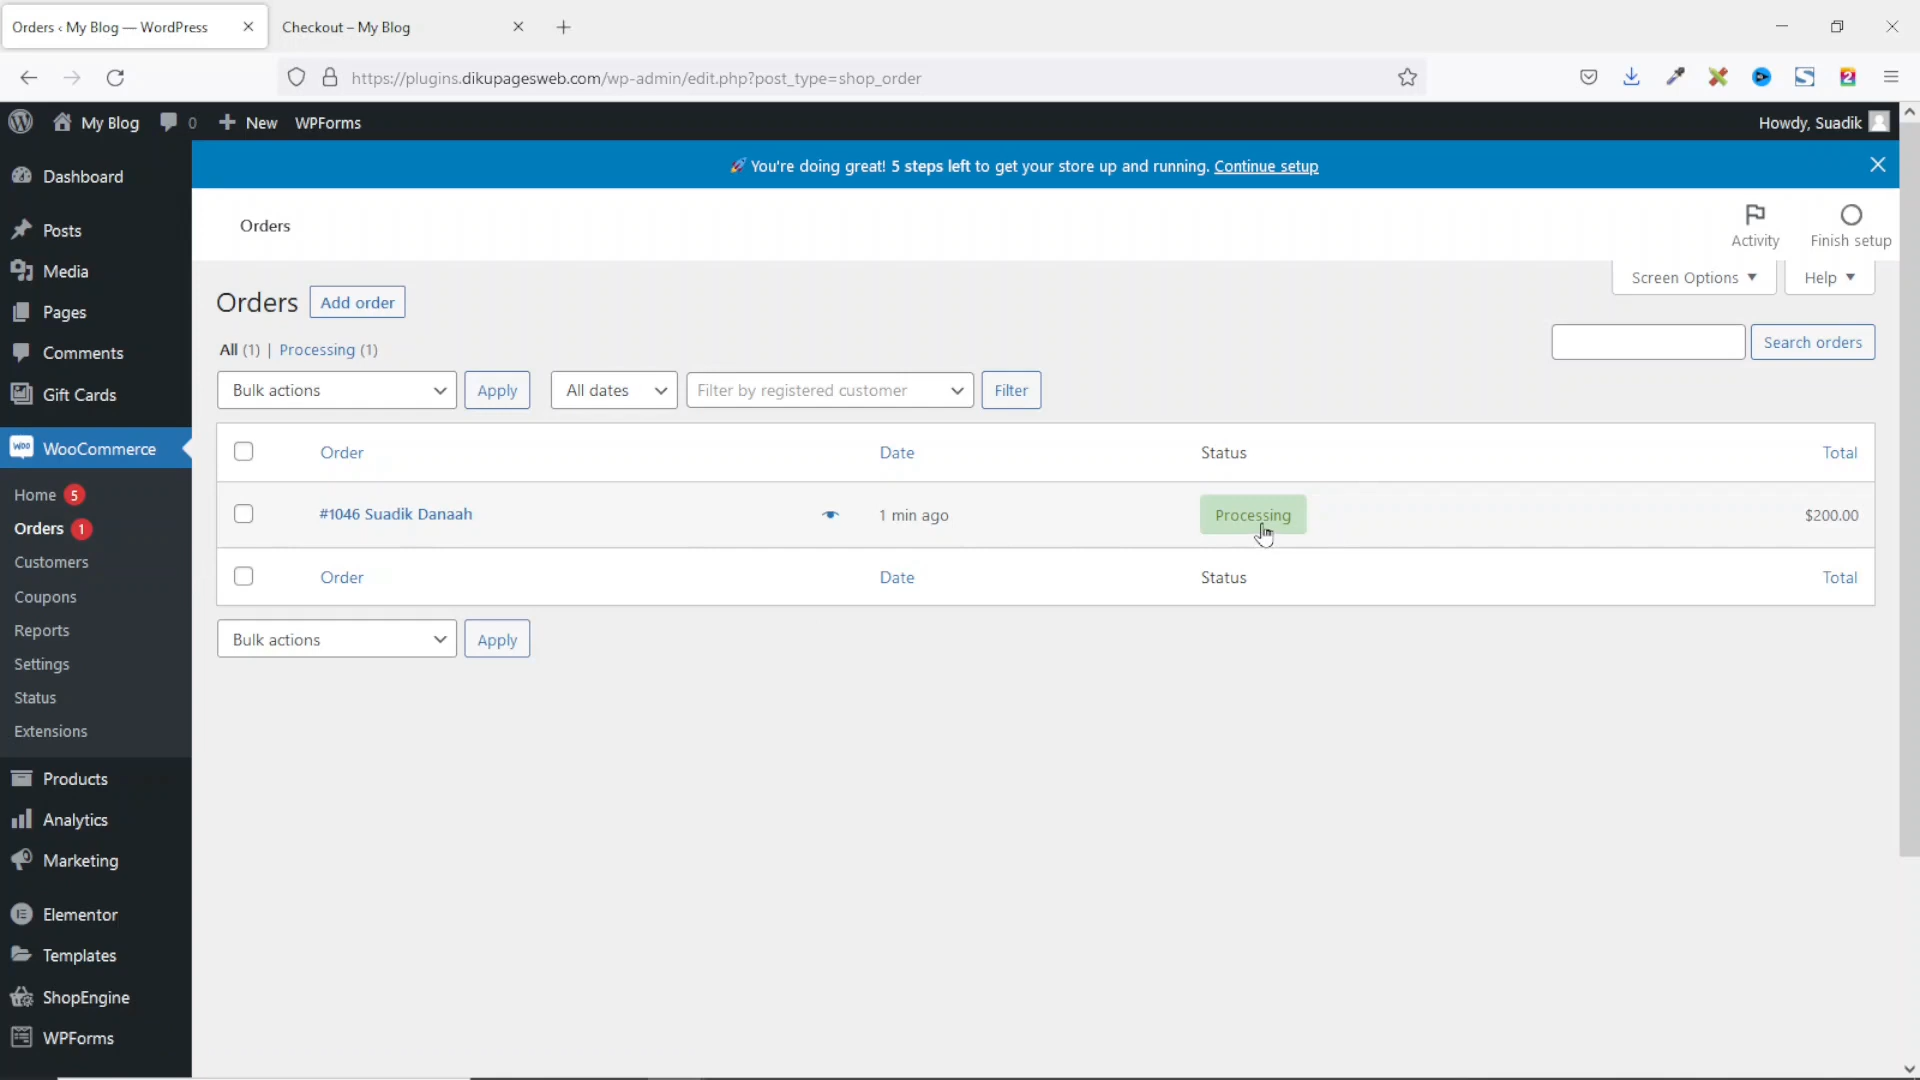 Orders ‹ My Blog — WordPress
Checkout – My Blog
https://plugins.dikupagesweb.com/wp-admin/edit.php?post_type=shop_order
2
My Blog 0 New WPForms
Howdy, Suadik
Dashboard
Posts
Media
Pages
Comments
Gift Cards
Woo WooCommerce
Home 5
Orders 1
Customers
Coupons
Reports
Settings
Status
Extensions
Products
Analytics
Marketing
Elementor
Templates
ShopEngine
WPForms
You're doing great! 5 steps left to get your store up and running. Continue setup
Orders
Activity
Finish setup
Screen Options
Help
Orders Add order
All (1) | Processing (1)
Search orders
Bulk actions Apply All dates Filter by registered customer Filter
Order Date Status Total
#1046 Suadik Danaah 1 min ago Processing $200.00
Order Date Status Total
Bulk actions Apply